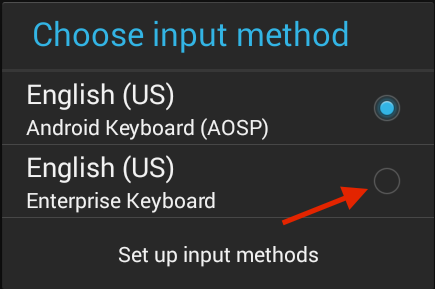 Choose input method
English (US)
Android Keyboard (AOSP)
English (US)
Enterprise Keyboard
Set up input methods